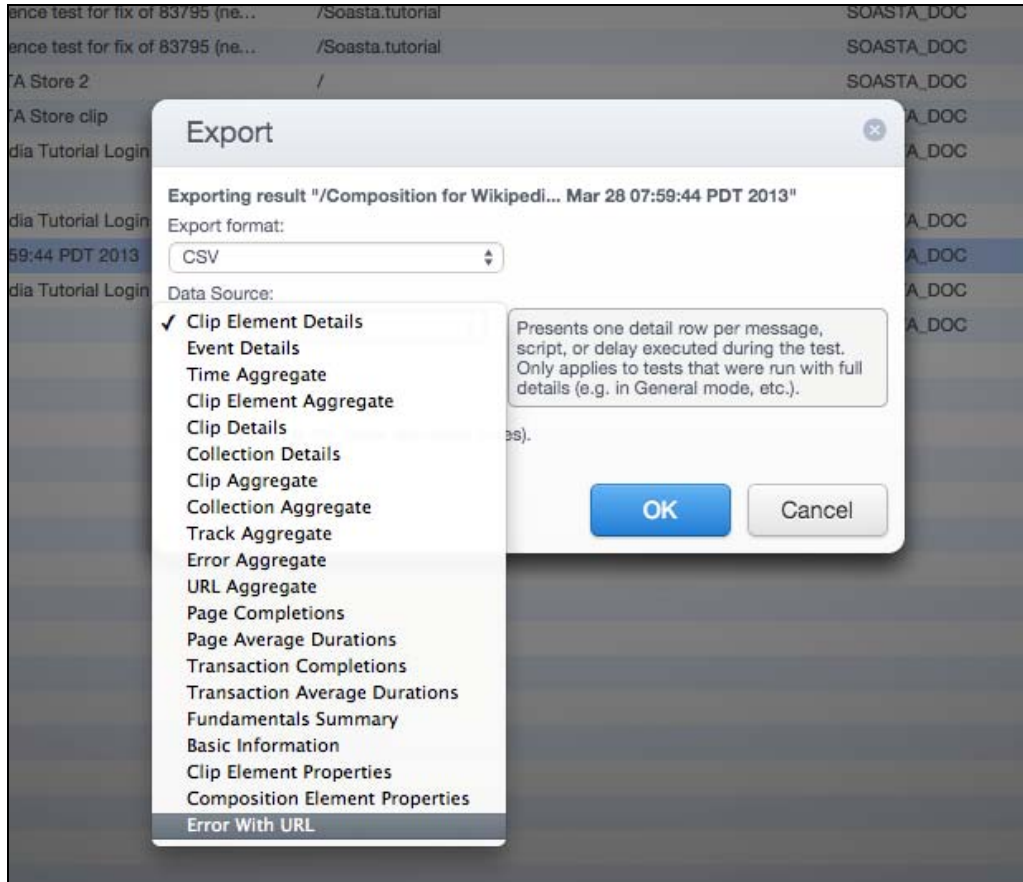 ence test for fix of 83795 (ne... /Soasta.tutorial SOASTA_DOC
ence test for fix of 83795 (ne... /Soasta.tutorial SOASTA_DOC
TA Store 2 / SOASTA_DOC
TA Store clip A_DOC
dia Tutorial Login A_DOC
dia Tutorial Login A_DOC
59:44 PDT 2013 A_DOC
dia Tutorial Login A_DOC
A_DOC
Export
Exporting result "/Composition for Wikipedi... Mar 28 07:59:44 PDT 2013"
Export format:
CSV
Data Source:
✓ Clip Element Details
Event Details
Time Aggregate
Clip Element Aggregate
Clip Details
Collection Details
Clip Aggregate
Collection Aggregate
Track Aggregate
Error Aggregate
URL Aggregate
Page Completions
Page Average Durations
Transaction Completions
Transaction Average Durations
Fundamentals Summary
Basic Information
Clip Element Properties
Composition Element Properties
Error With URL
Presents one detail row per message,
script, or delay executed during the test.
Only applies to tests that were run with full
details (e.g. in General mode, etc.).
es).
OK
Cancel